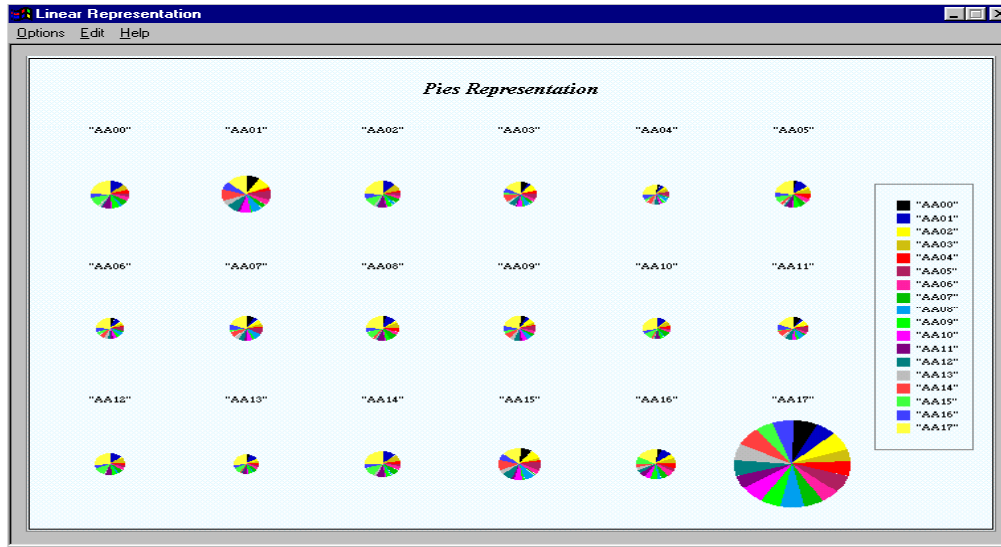 Linear Representation
Options Edit Help
Pies Representation
"AA00" "AA01" "AA02" "AA03" "AA04" "AA05"
"AA06" "AA07" "AA08" "AA09" "AA10" "AA11"
"AA12" "AA13" "AA14" "AA15" "AA16" "AA17"
"AA00"
"AA01"
"AA02"
"AA03"
"AA04"
"AA05"
"AA06"
"AA07"
"AA08"
"AA09"
"AA10"
"AA11"
"AA12"
"AA13"
"AA14"
"AA15"
"AA16"
"AA17"